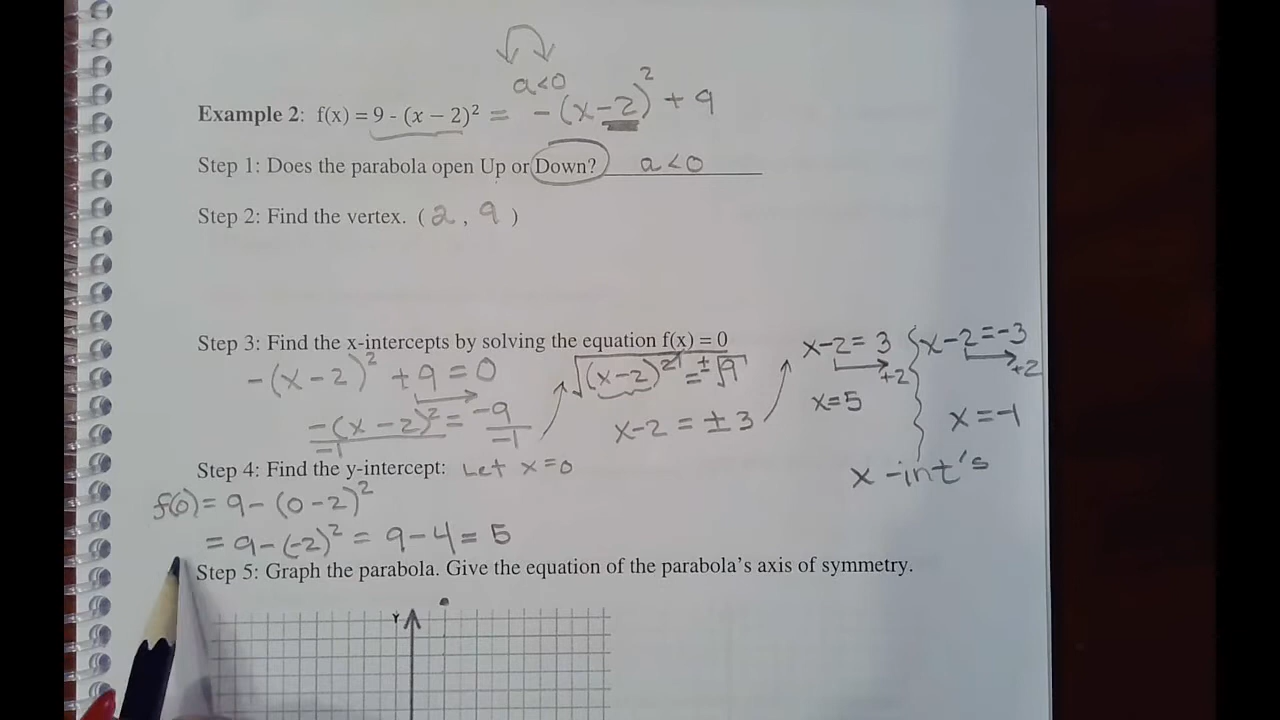 a<0
Example 2: f(x) = 9 - (x – 2)² = -(x-2)² + 9
Step 1: Does the parabola open Up or Down? a<0
Step 2: Find the vertex. (2, 9)
Step 3: Find the x-intercepts by solving the equation f(x) = 0
-(x-2)² + 9 = 0
-(x-2)² = -9
-1 -1
√(x-2)² = ±√9
x-2 = ±3
x-2 = 3
+2
x=5
x-2=-3
+2
x=-1
x-int's
Step 4: Find the y-intercept: Let x=0
f(0) = 9-(0-2)²
= 9-(-2)² = 9-4 = 5
Step 5: Graph the parabola. Give the equation of the parabola's axis of symmetry.
Y